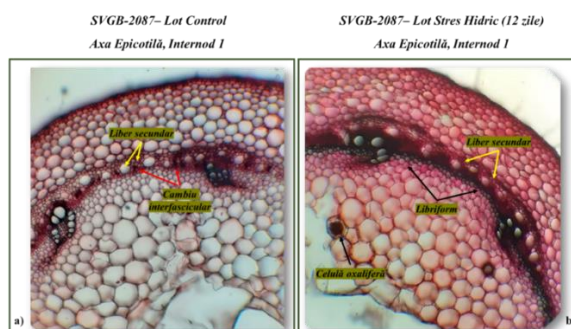 SVGB-2087– Lot Control
Axa Epicotilă, Internod 1
SVGB-2087– Lot Stres Hidric (12 zile)
Axa Epicotilă, Internod 1
Liber secundar
Cambiu
interfascicular
a)
Liber secundar
Libriform
Celulă oxaliferă
b